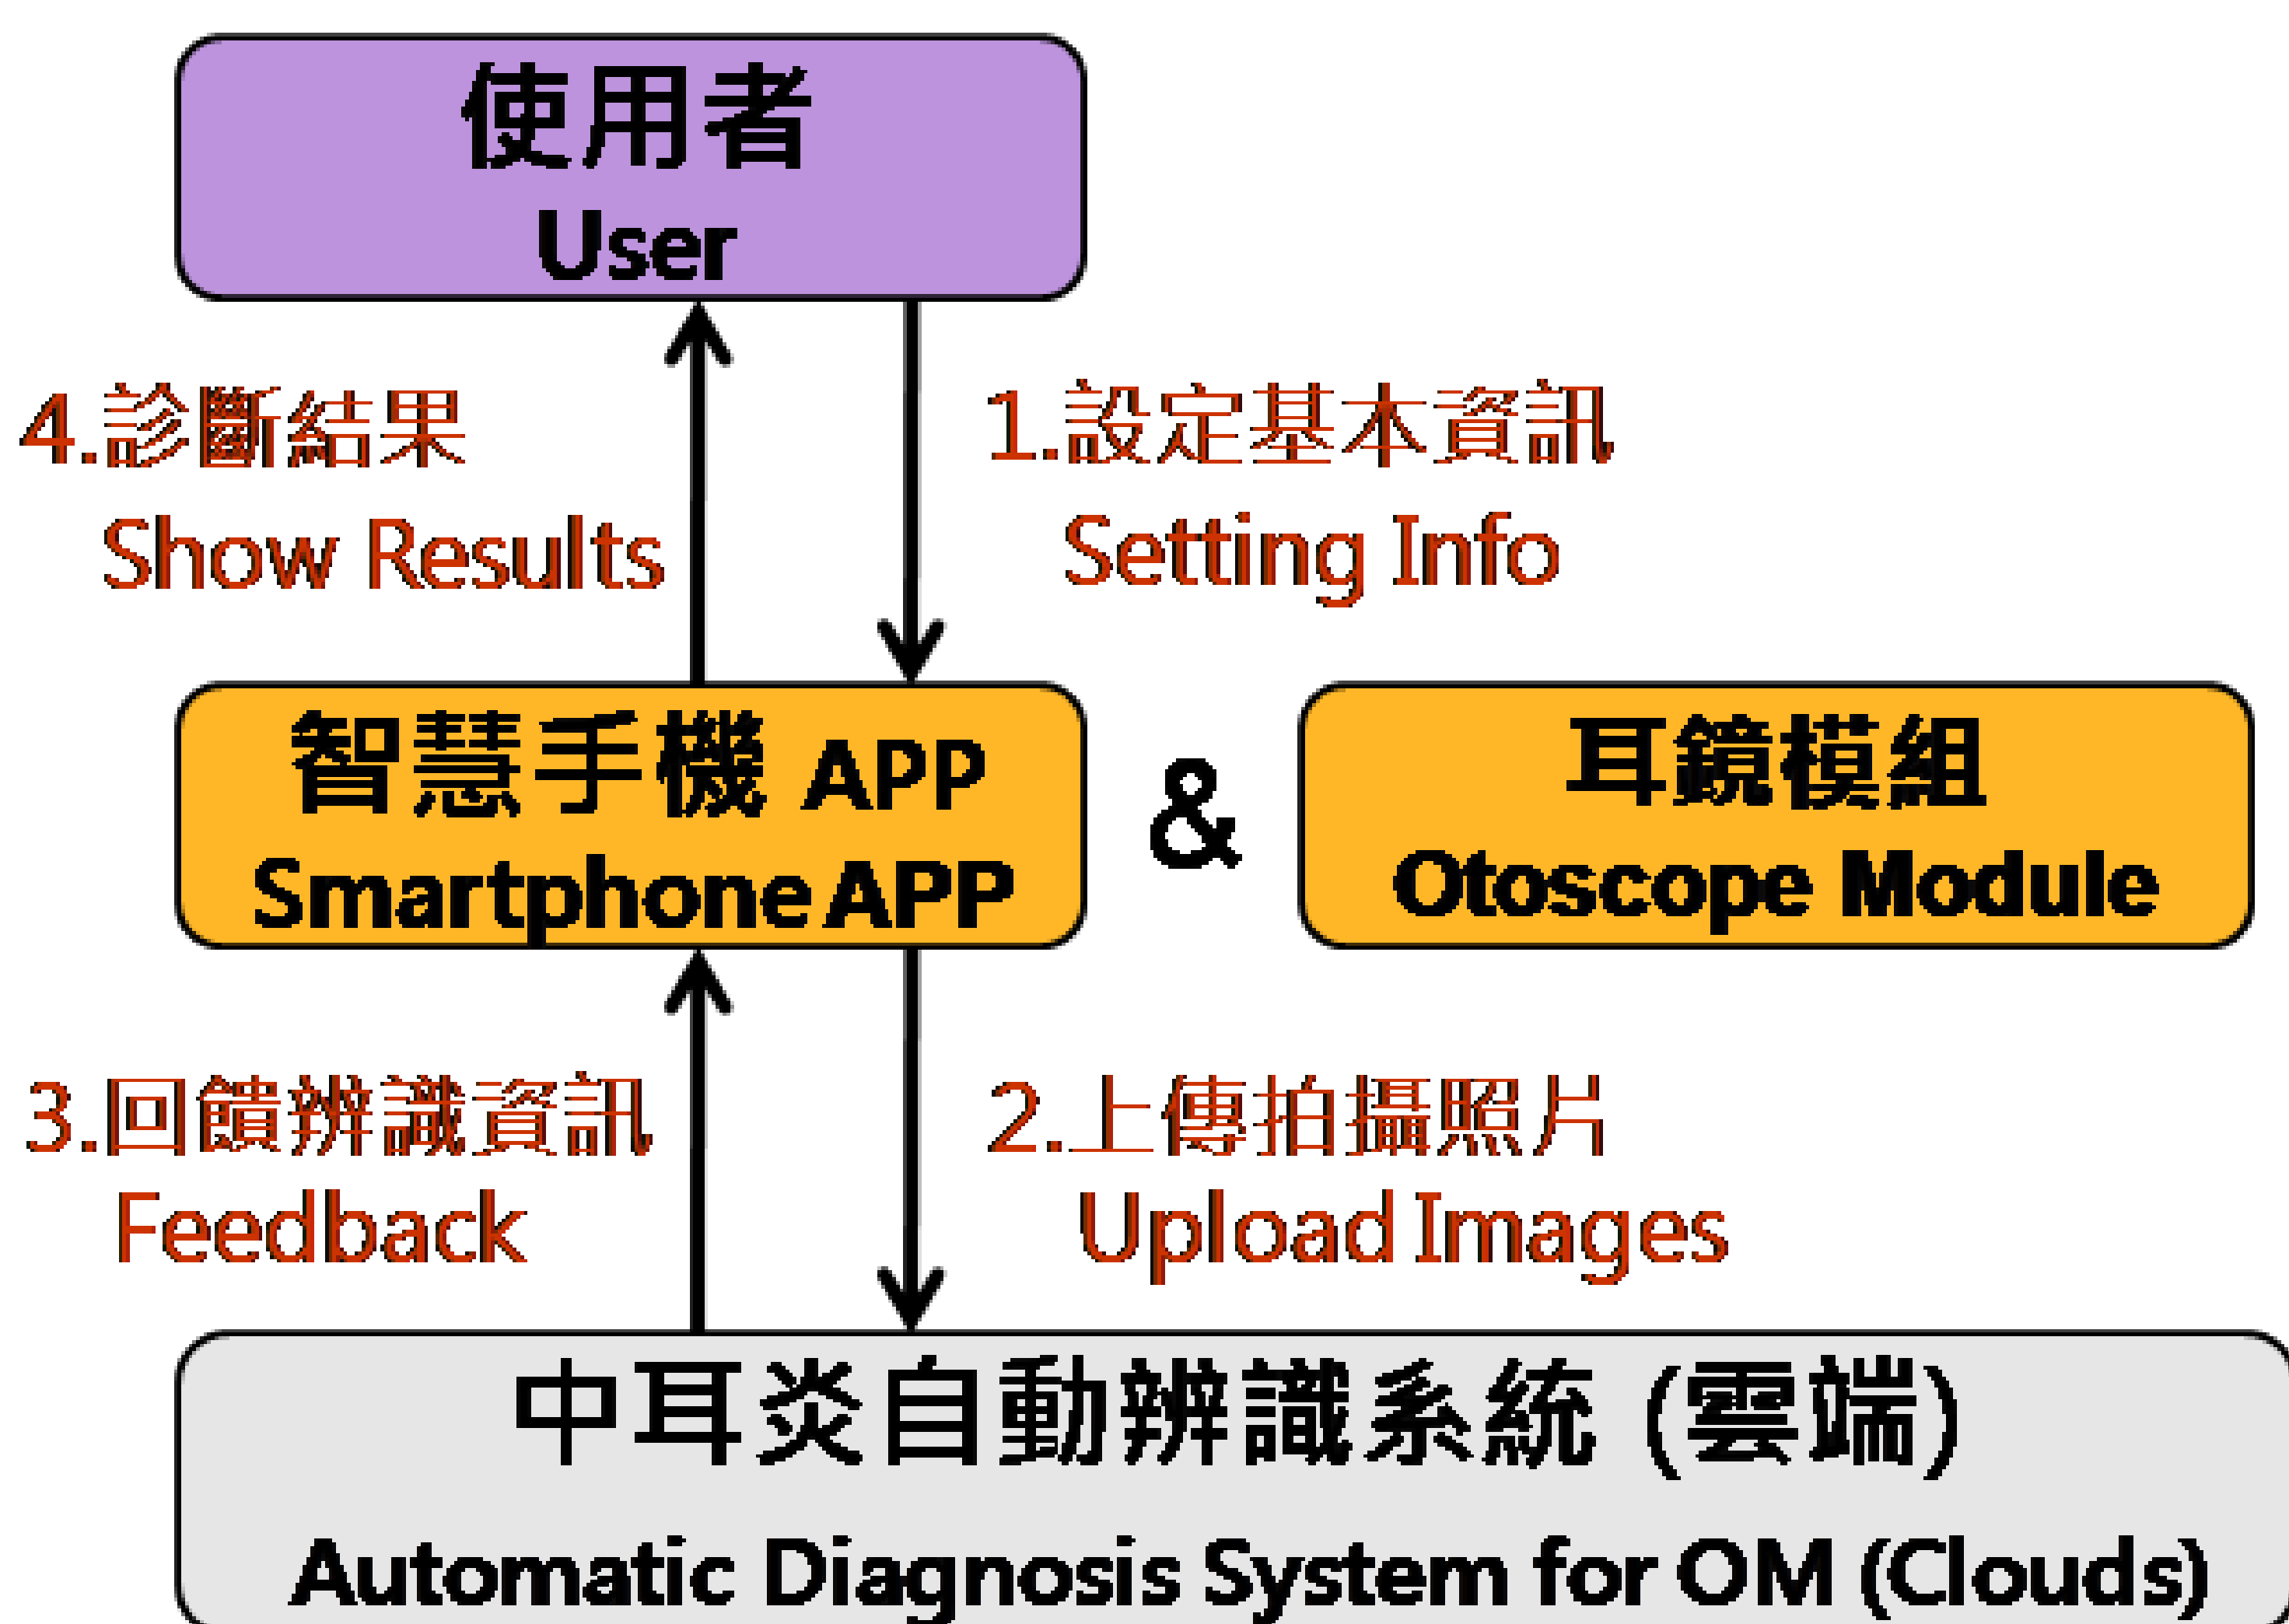 使用者
User
4.診斷結果
Show Results
1.設定基本資訊
Setting Info
智慧手機 APP
Smartphone APP
&
耳鏡模組
Otoscope Module
3.回饋辨識資訊
Feedback
2.上傳拍攝照片
Upload Images
中耳炎自動辨識系統 (雲端)
Automatic Diagnosis System for OM (Clouds)